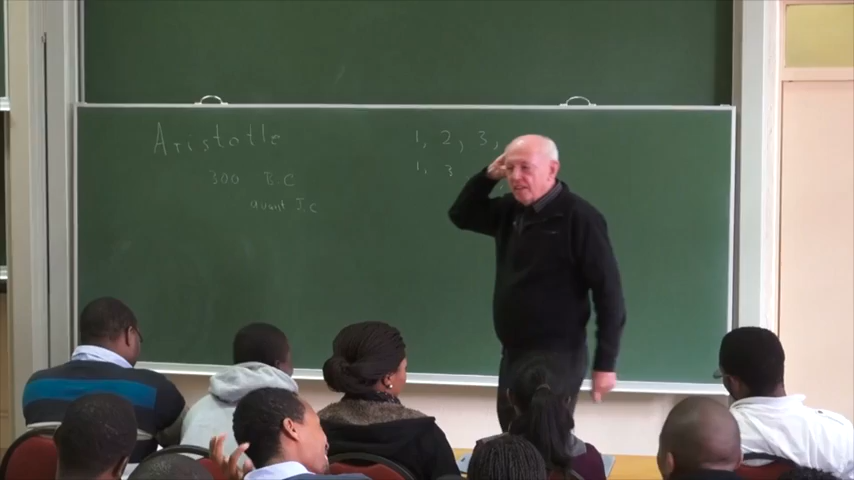 Aristotle
300 B.C
avant J.C
1, 2, 3,
1, 3